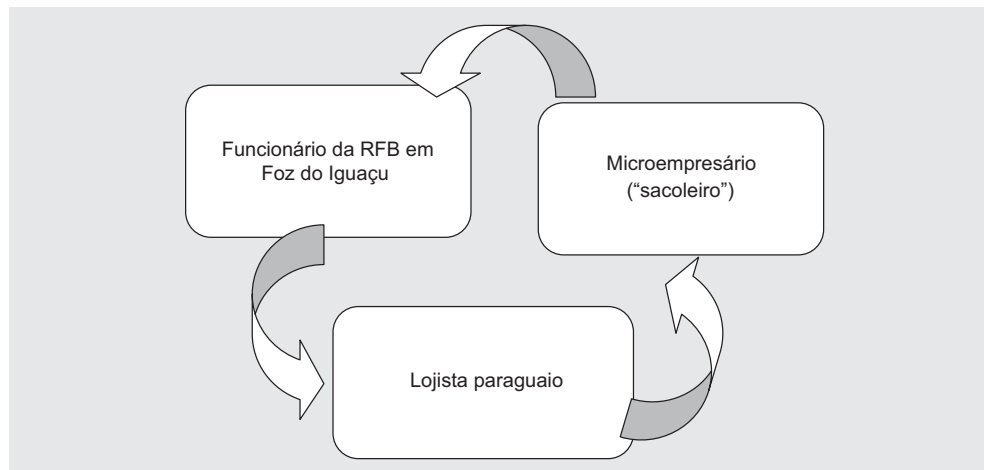 Funcionário da RFB em
Foz do Iguaçu
Microempresário
(“sacoleiro”)
Lojista paraguaio